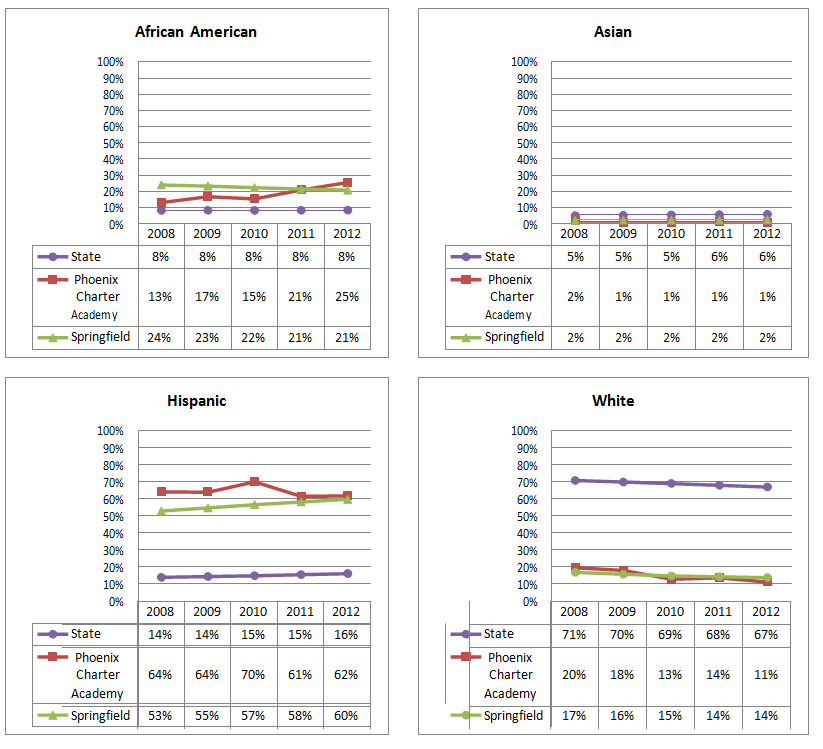 African American
100%
90%
80%
70%
60%
50%
40%
30%
20%
10%
0%
2008 2009 2010 2011 2012
State 8% 8% 8% 8% 8%
Phoenix
Charter
Academy
13% 17% 15% 21% 25%
Springfield 24% 23% 22% 21% 21%
Asian
100%
90%
80%
70%
60%
50%
40%
30%
20%
10%
0%
2008 2009 2010 2011 2012
State 5% 5% 5% 6% 6%
Phoenix
Charter
Academy
2% 1% 1% 1% 1%
Springfield 2% 2% 2% 2% 2%
Hispanic
100%
90%
80%
70%
60%
50%
40%
30%
20%
10%
0%
2008 2009 2010 2011 2012
State 14% 14% 15% 15% 16%
Phoenix
Charter
Academy
64% 64% 70% 61% 62%
Springfield 53% 55% 57% 58% 60%
White
100%
90%
80%
70%
60%
50%
40%
30%
20%
10%
0%
2008 2009 2010 2011 2012
State 71% 70% 69% 68% 67%
Phoenix
Charter
Academy
20% 18% 13% 14% 11%
Springfield 17% 16% 15% 14% 14%